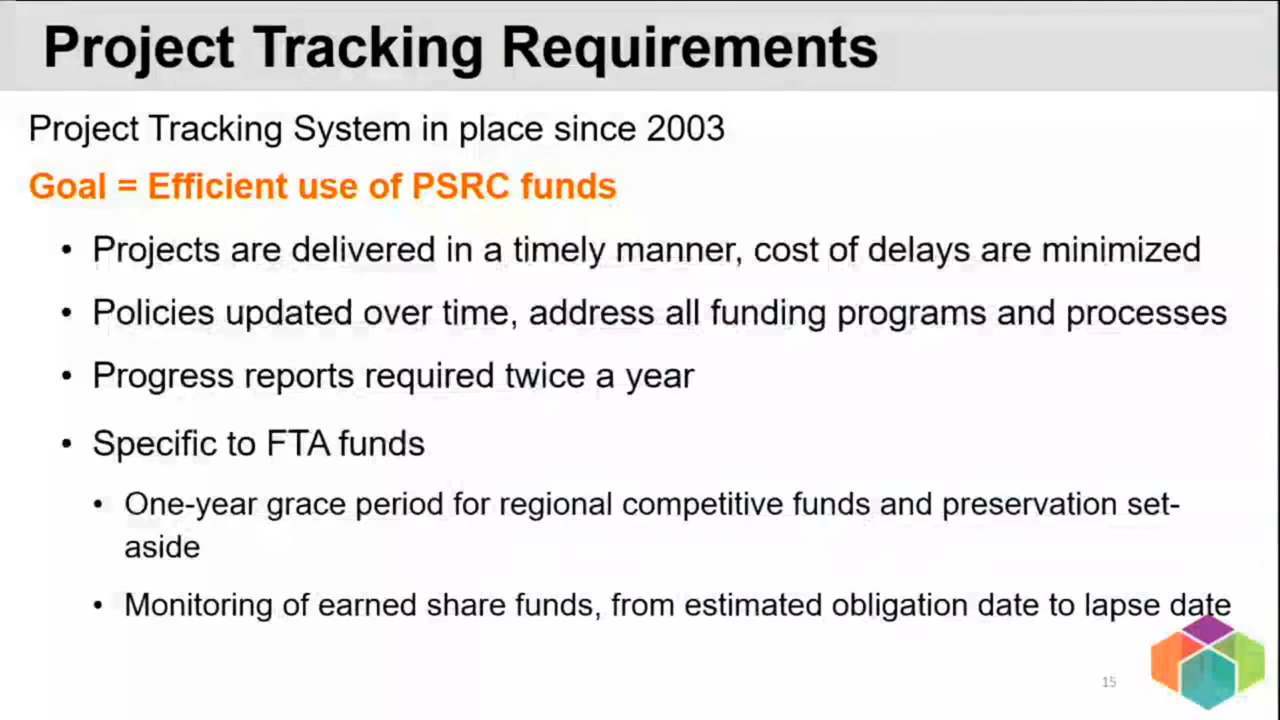 Project Tracking Requirements
Project Tracking System in place since 2003
Goal = Efficient use of PSRC funds
• Projects are delivered in a timely manner, cost of delays are minimized
• Policies updated over time, address all funding programs and processes
• Progress reports required twice a year
• Specific to FTA funds
• One-year grace period for regional competitive funds and preservation set-
aside
• Monitoring of earned share funds, from estimated obligation date to lapse date
15